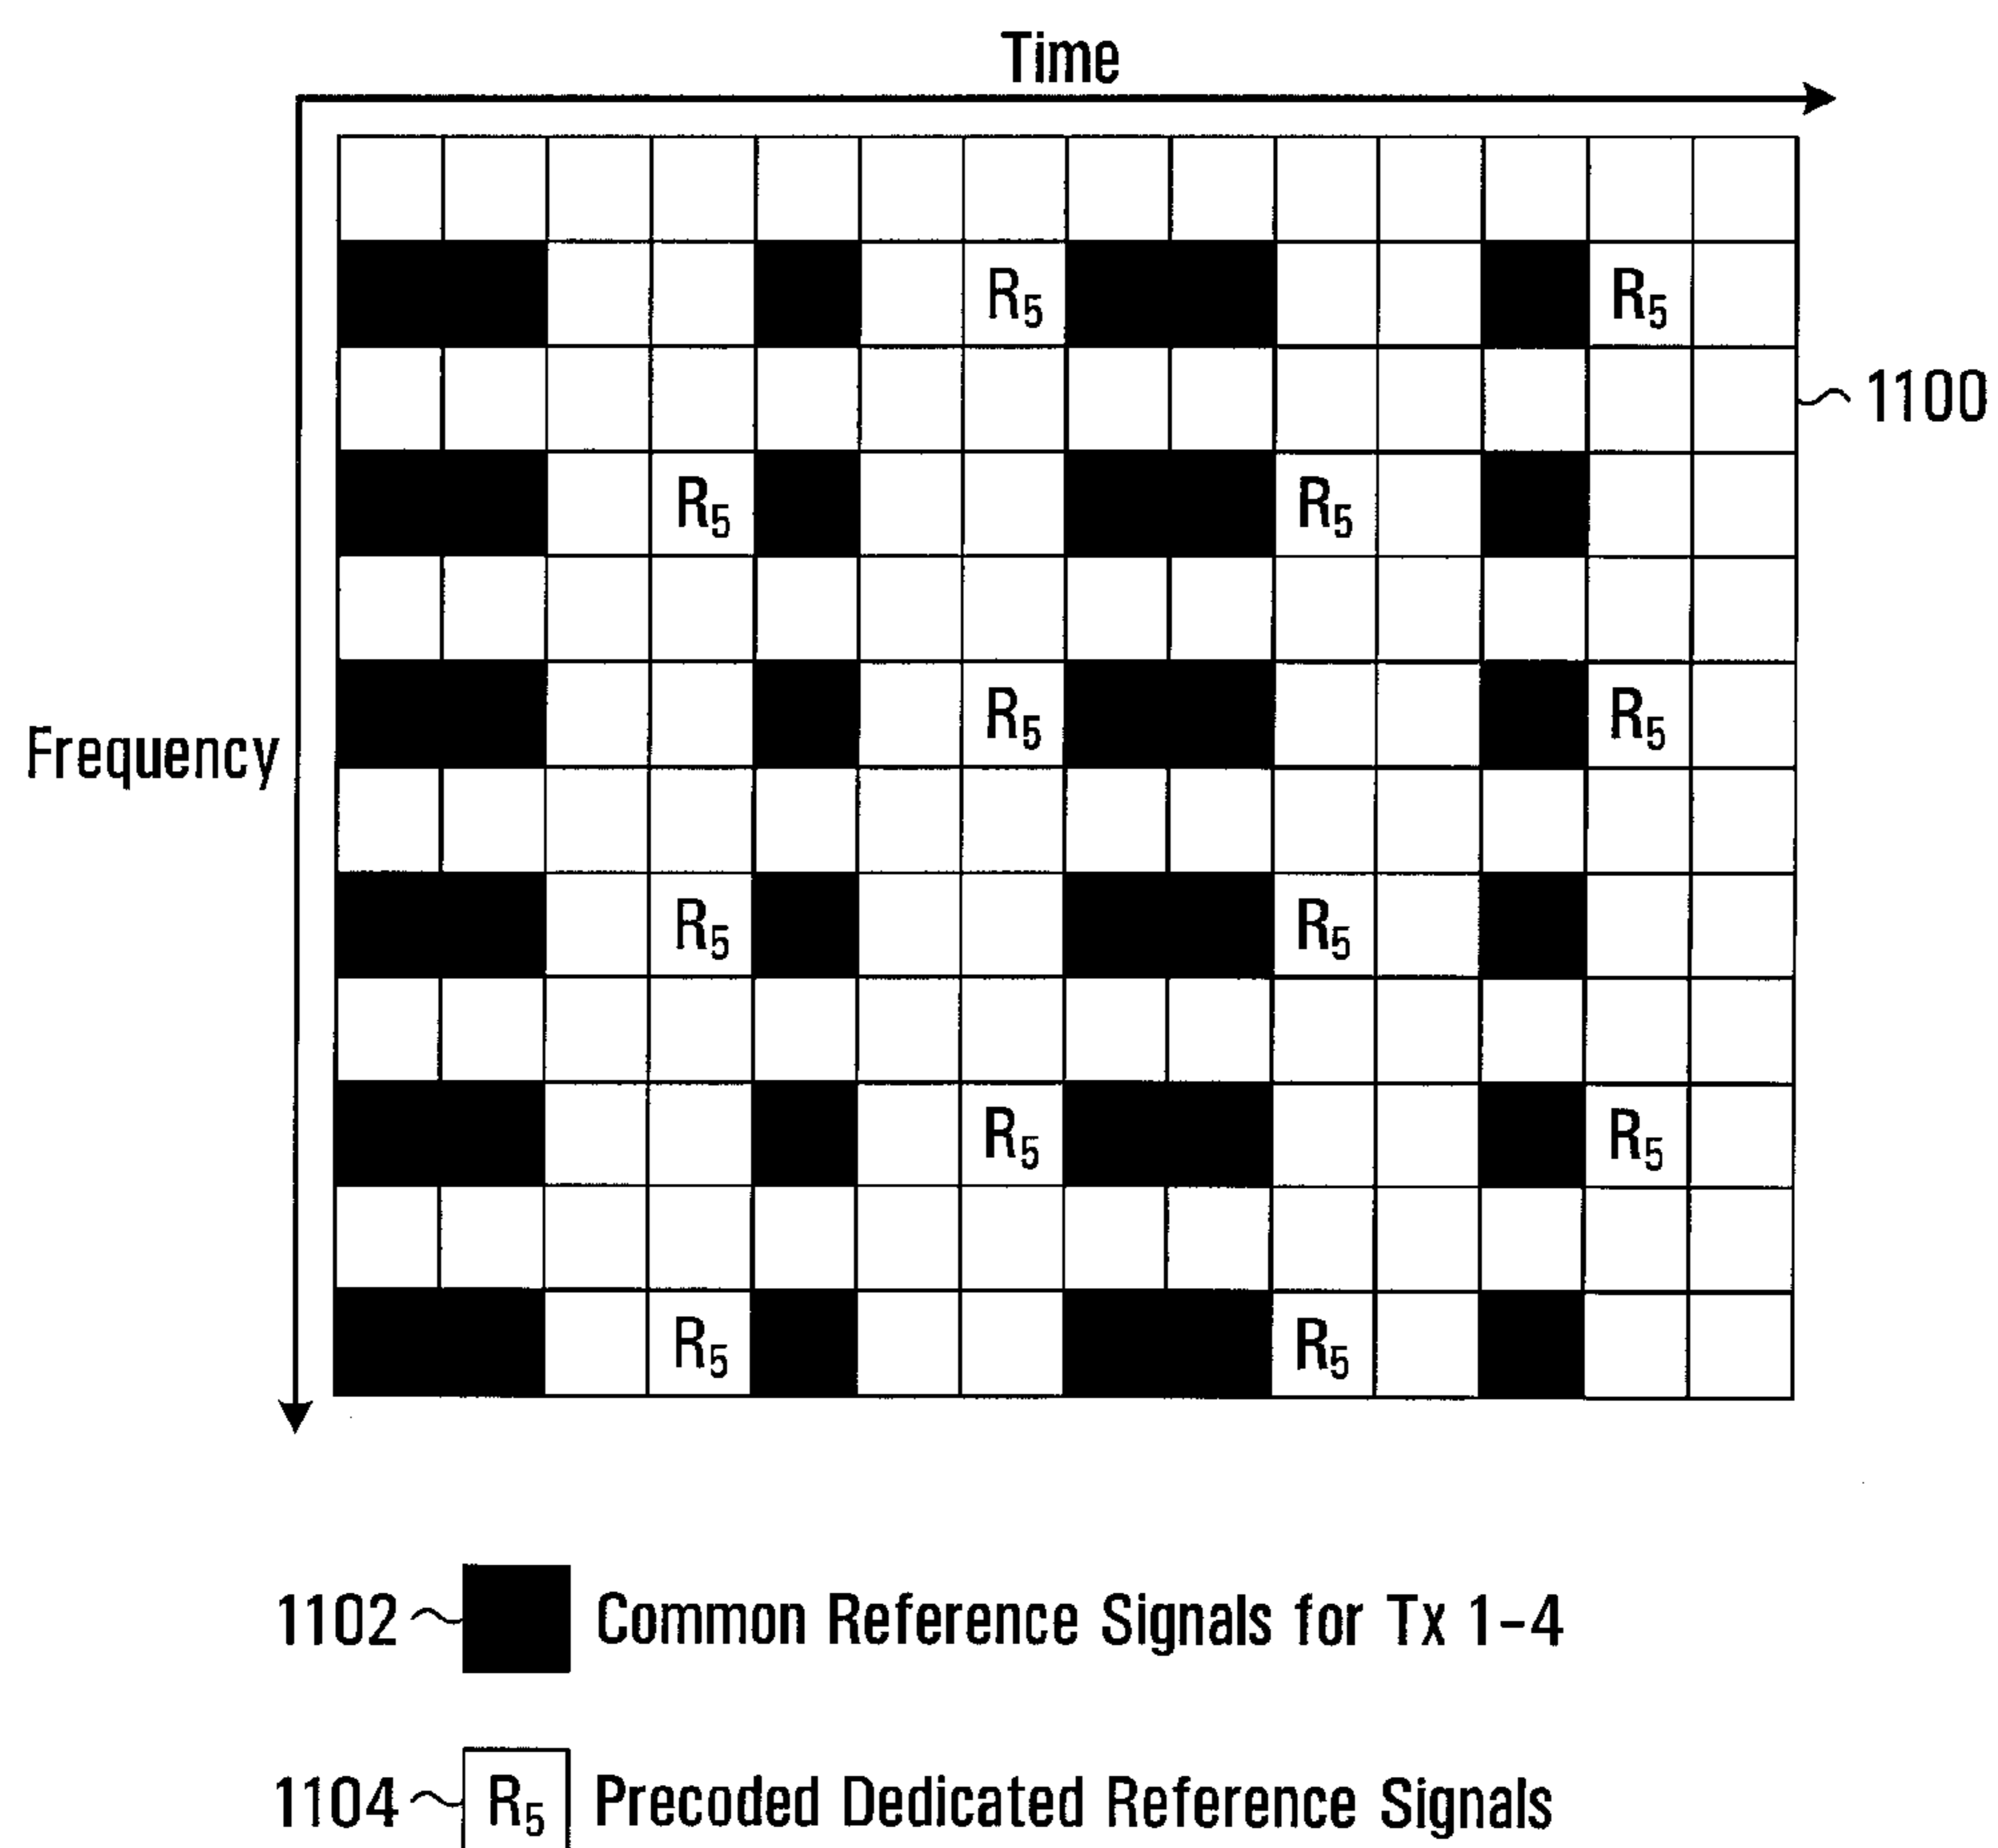 Time
R5 R5
1100
R5 R5
Frequency
R5 R5
R5 R5
R5 R5
R5 R5
1102 Common Reference Signals for Tx 1-4
1104 R5 Precoded Dedicated Reference Signals